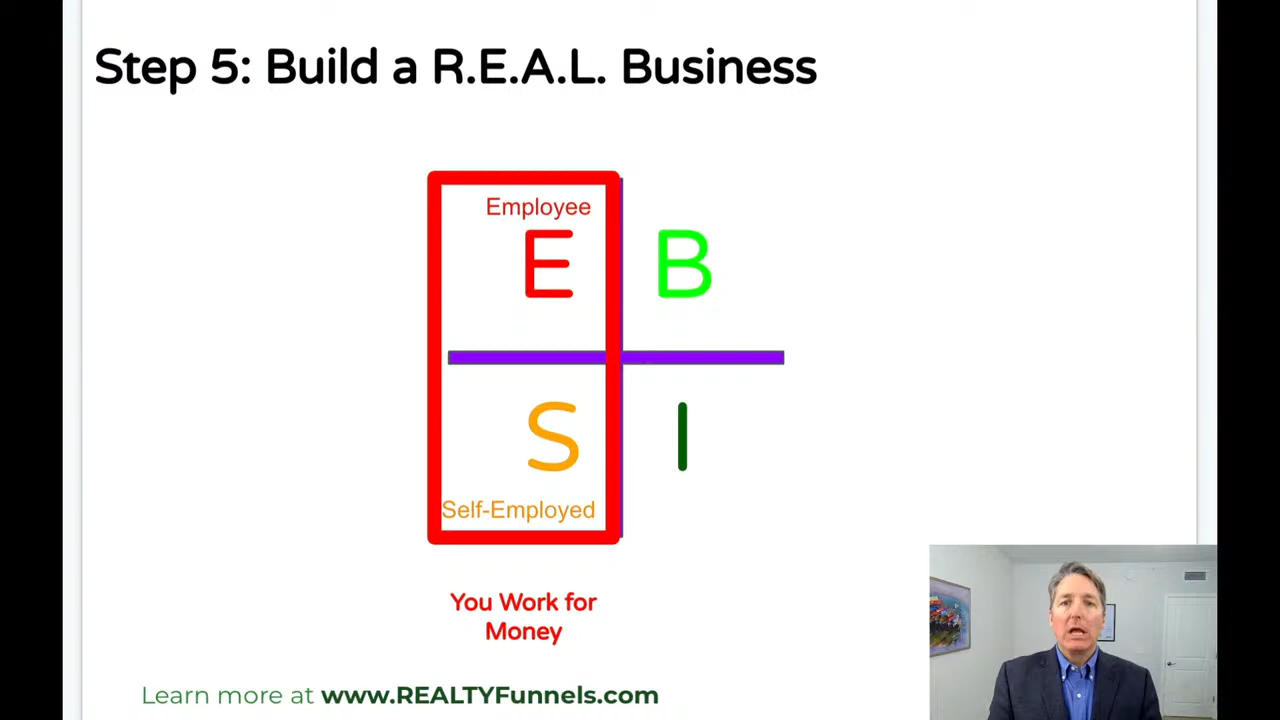 Step 5: Build a R.E.A.L. Business
Employee
E B
S I
Self-Employed
You Work for
Money
Learn more at www.REALTYFunnels.com